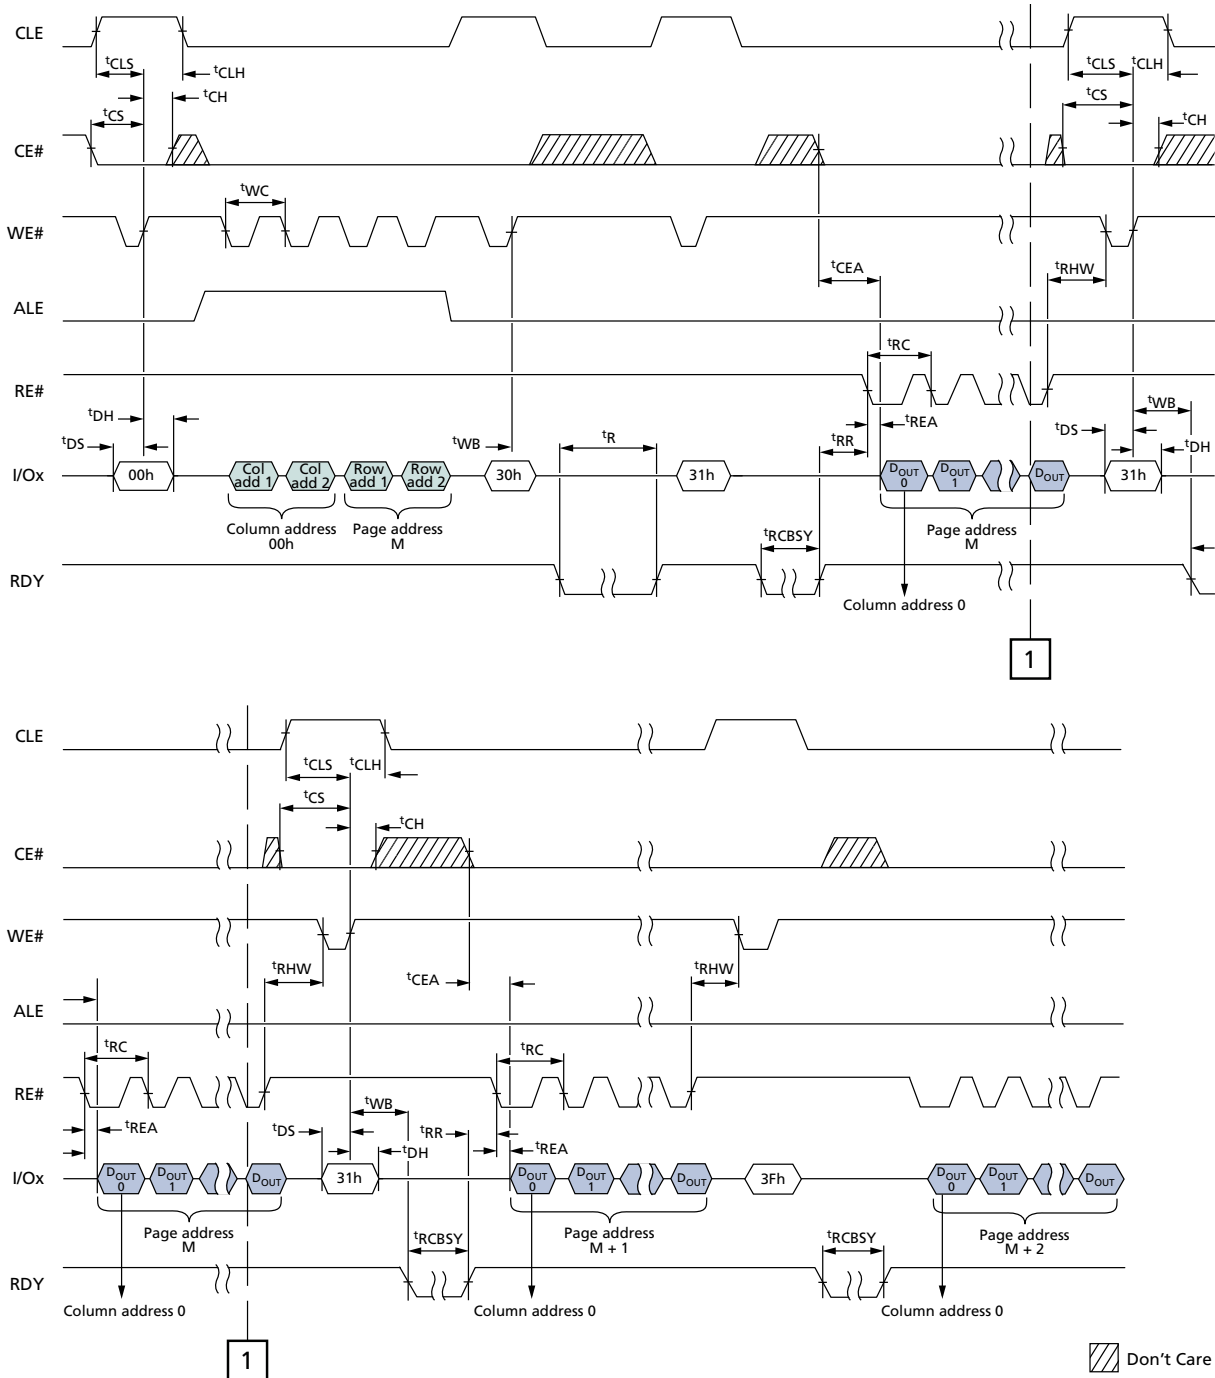 CLE
tCLS
tCLH
tCH
tCS
CE#
tWC
WE#
tCEA
ALE
tRC
RE#
tDH
tREA
tDS
tWB
tR
tRR
I/Ox
00h
Col add 1
Col add 2
Row add 1
Row add 2
30h
31h
DOUT 0
DOUT 1
DOUT
31h
Column address 00h
Page address M
tRCBSY
Page address M
RDY
Column address 0
tCLS
tCLH
tCS
tCH
tRHW
tWB
tDS
tDH
1
CLE
tCLS
tCLH
tCS
tCH
CE#
WE#
tRHW
tCEA
tRHW
ALE
tRC
tRC
RE#
tWB
tREA
tDS
tRR
tDH
tREA
I/Ox
DOUT 0
DOUT 1
DOUT
31h
DOUT 0
DOUT 1
DOUT
3Fh
DOUT 0
DOUT 1
DOUT
Page address M
tRCBSY
Page address M + 1
tRCBSY
Page address M + 2
RDY
Column address 0
Column address 0
Column address 0
1
Don't Care